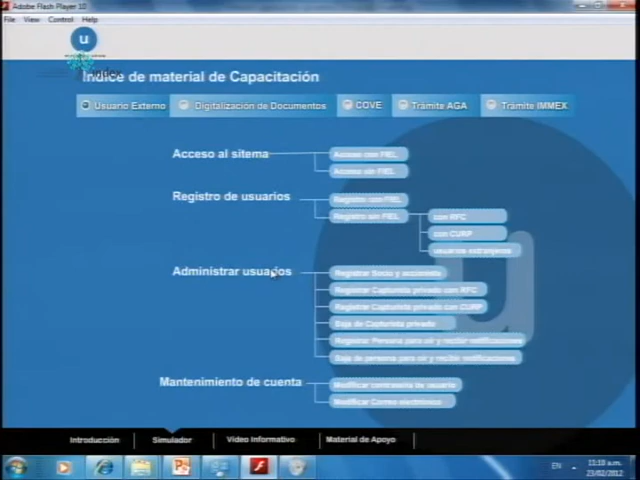 Adobe Flash Player 10
File View Control Help
u
Índice de material de Capacitación
Usuario Externo
Digitalización de Documentos
COVE
Trámite AGA
Trámite IMMEX
Acceso al sitema
Acceso con FIEL
Acceso sin FIEL
Registro de usuarios
Registro con FIEL
Registro sin FIEL
con RFC
con CURP
usuarios extranjeros
Administrar usuarios
Registrar Socio y accionista
Registrar Capturista privado con RFC
Registrar Capturista privado con CURP
Baja de Capturista privado
Registrar Persona para oir y recibir notificaciones
Baja de persona para oir y recibir notificaciones
Mantenimiento de cuenta
Modificar contraseña de usuario
Modificar Correo electrónico
Introducción
Simulador
Video Informativo
Material de Apoyo
EN
11:10 a.m.
23/02/2012